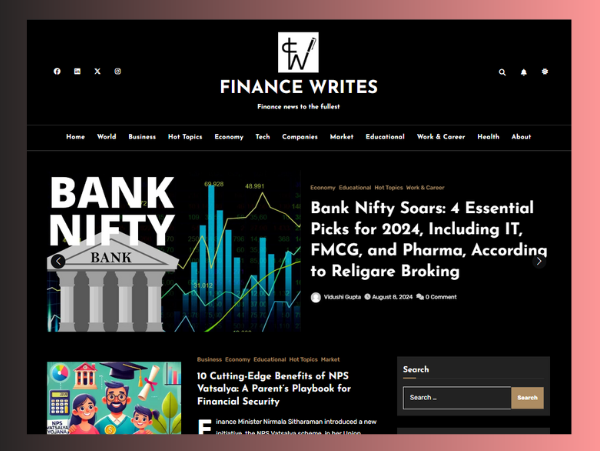 FINANCE WRITES
Finance news to the fullest
Home World Business Hot Topics Economy Tech Companies Market Educational Work & Career Health About
BANK
NIFTY
BANK
69,928
48,991
21,012
Economy Educational Hot Topics Work & Career
Bank Nifty Soars: 4 Essential
Picks for 2024, Including IT,
FMCG, and Pharma, According
to Religare Broking
Vidushi Gupta August 8, 2024 0 Comment
Business Economy Educational Hot Topics Market
10 Cutting-Edge Benefits of NPS
Vatsalya: A Parent's Playbook for
Financial Security
Finance Minister Nirmala Sitharaman introduced a new
initiative, the NPS Vatsalya scheme, in her Union
NPS
VATSALYA
YOJANA
Search
Search ...
Search